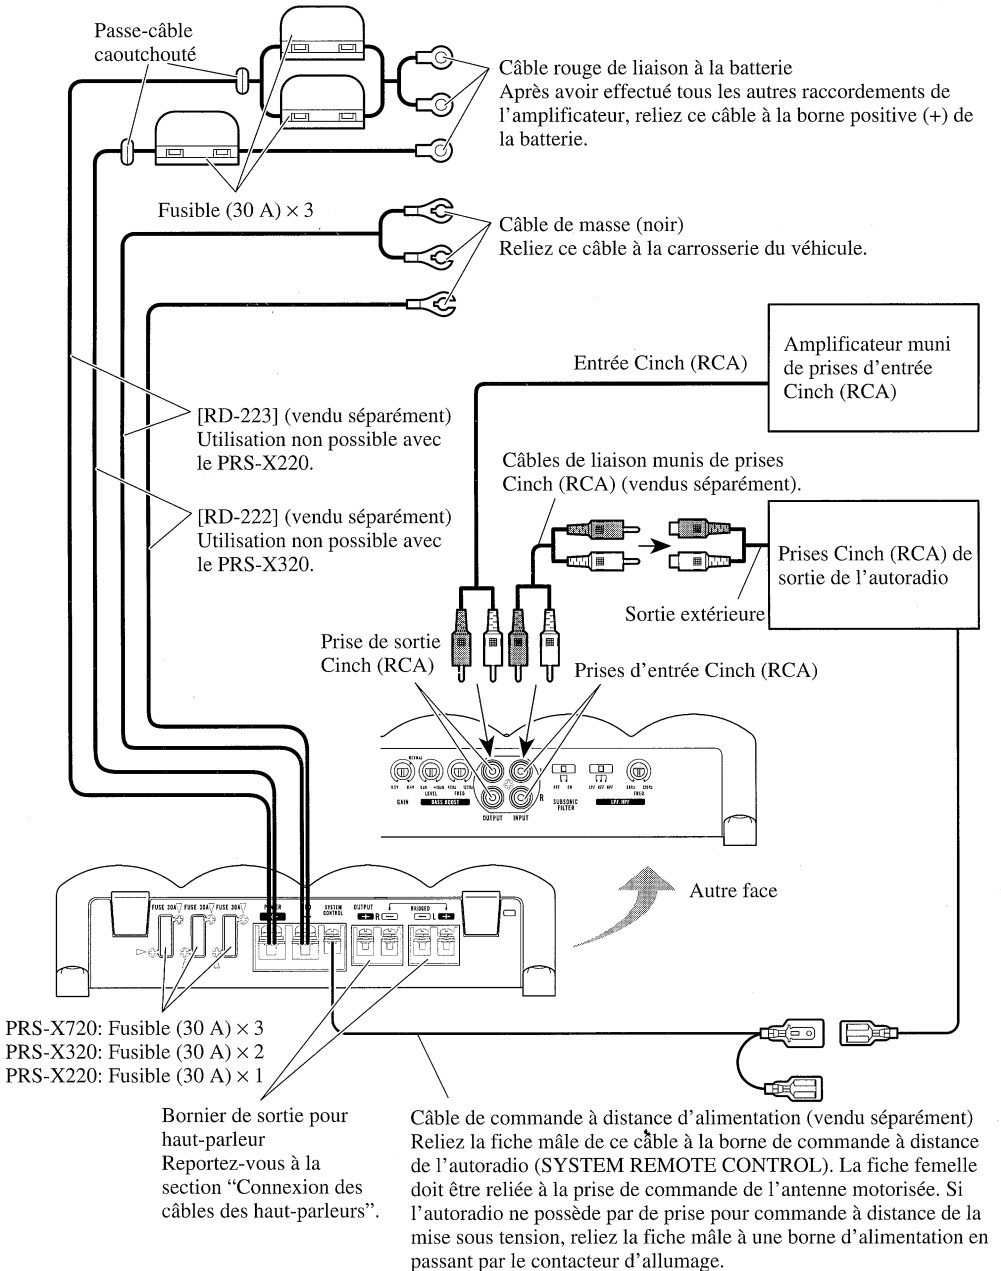 Passe-câble
caoutchouté
Câble rouge de liaison à la batterie
Après avoir effectué tous les autres raccordements de
l'amplificateur, reliez ce câble à la borne positive (+) de
la batterie.
Fusible (30 A) × 3
Câble de masse (noir)
Reliez ce câble à la carrosserie du véhicule.
Amplificateur muni
de prises d'entrée
Cinch (RCA)
Entrée Cinch (RCA)
[RD-223] (vendu séparément)
Utilisation non possible avec
le PRS-X220.
Câbles de liaison munis de prises
Cinch (RCA) (vendus séparément).
[RD-222] (vendu séparément)
Utilisation non possible avec
le PRS-X320.
Prises Cinch (RCA) de
sortie de l'autoradio
Sortie extérieure
Prise de sortie
Cinch (RCA)
Prises d'entrée Cinch (RCA)
NORMAL
GAIN
LEVEL
FREQ
BASS BOOST
OUTPUT
INPUT
R
OFF ON
SUBSONIC
FILTER
LPF OFF HPF
FREQ
LPF/HPF
Autre face
FUSE 30A
FUSE 30A
FUSE 30A
POWER
SYSTEM
CONTROL
OUTPUT
R
BRIDGED
L
PRS-X720: Fusible (30 A) × 3
PRS-X320: Fusible (30 A) × 2
PRS-X220: Fusible (30 A) × 1
Bornier de sortie pour
haut-parleur
Reportez-vous à la
section “Connexion des
câbles des haut-parleurs”.
Câble de commande à distance d'alimentation (vendu séparément)
Reliez la fiche mâle de ce câble à la borne de commande à distance
de l'autoradio (SYSTEM REMOTE CONTROL). La fiche femelle
doit être reliée à la prise de commande de l'antenne motorisée. Si
l'autoradio ne possède par de prise pour commande à distance de la
mise sous tension, reliez la fiche mâle à une borne d'alimentation en
passant par le contacteur d'allumage.